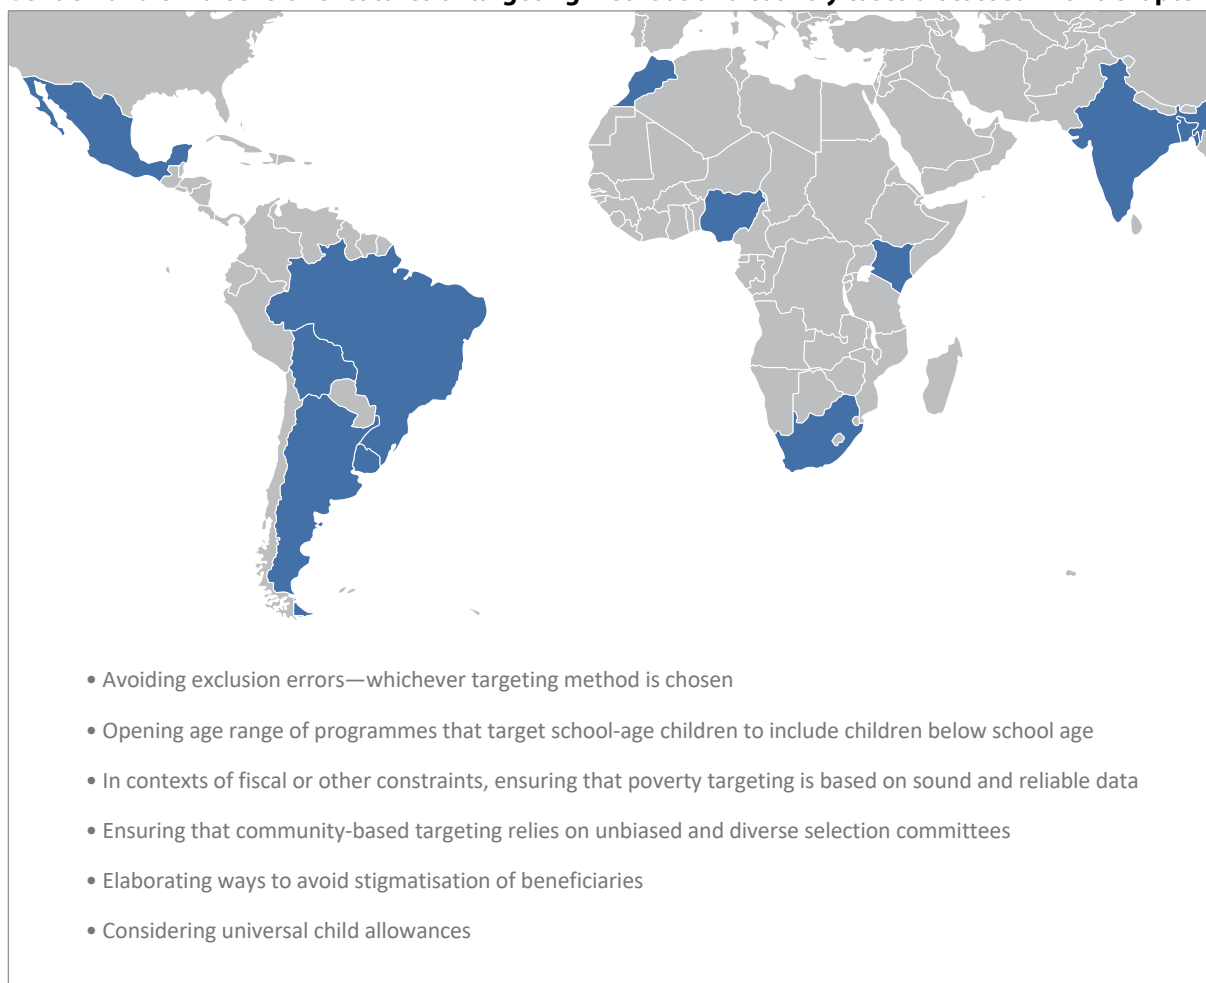 • Avoiding exclusion errors—whichever targeting method is chosen
• Opening age range of programmes that target school-age children to include children below school age
• In contexts of fiscal or other constraints, ensuring that poverty targeting is based on sound and reliable data
• Ensuring that community-based targeting relies on unbiased and diverse selection committees
• Elaborating ways to avoid stigmatisation of beneficiaries
• Considering universal child allowances